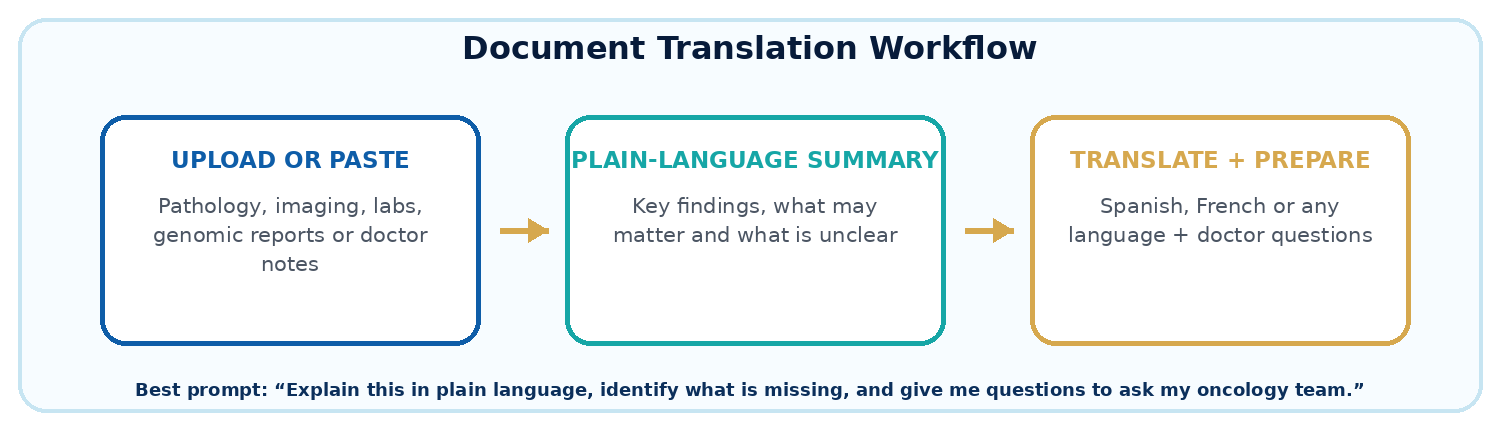 Document Translation Workflow
UPLOAD OR PASTE
Pathology, imaging, labs,
genomic reports or doctor
notes
PLAIN-LANGUAGE SUMMARY
Key findings, what may
matter and what is unclear
TRANSLATE + PREPARE
Spanish, French or any
language + doctor questions
Best prompt: “Explain this in plain language, identify what is missing, and give me questions to ask my oncology team.”